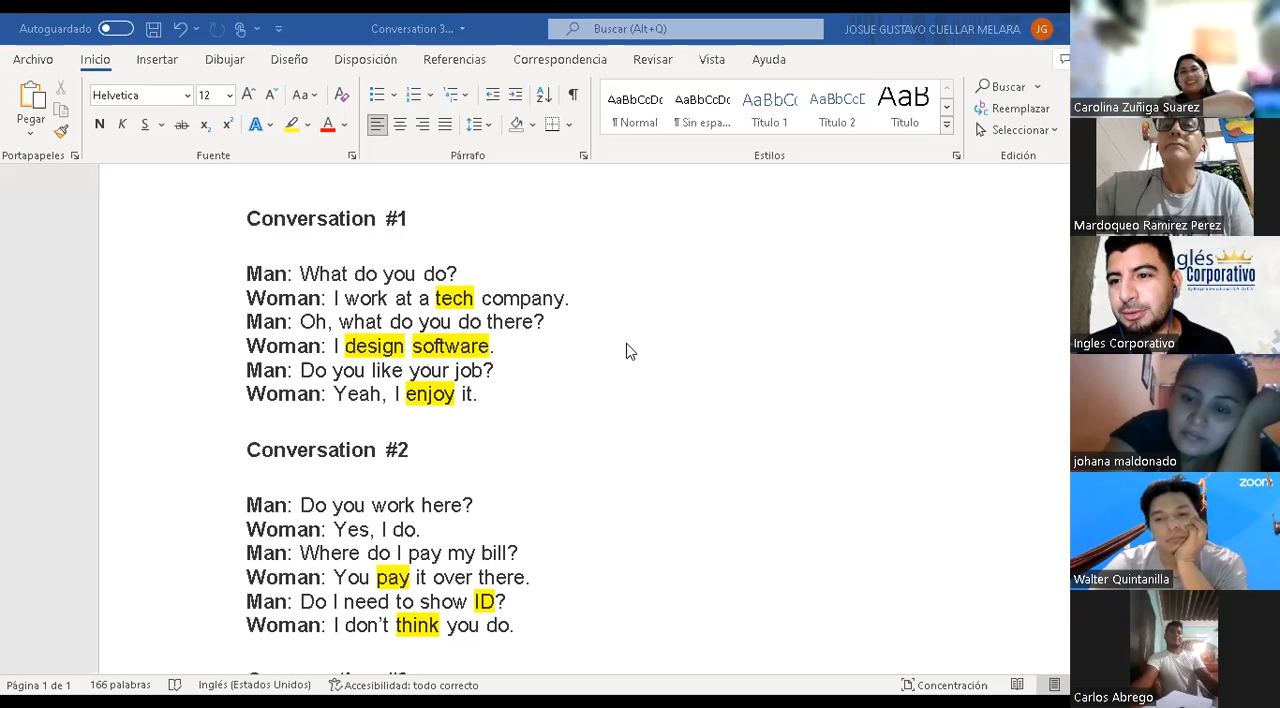 Autoguardado
Conversation 3...
Buscar (Alt+Q)
JOSUE GUSTAVO CUELLAR MELARA
JG
Archivo Inicio Insertar Dibujar Diseño Disposición Referencias Correspondencia Revisar Vista Ayuda
Pegar
Helvetica 12
N K S ab x₂ x²
Portapapeles Fuente Párrafo Estilos Edición
AaBbCcDc AaBbCcDc AaBbC AaBbCcD AaB
¶ Normal ¶ Sin espa... Título 1 Título 2 Título
Buscar
Reemplazar
Seleccionar
Conversation #1
Man: What do you do?
Woman: I work at a tech company.
Man: Oh, what do you do there?
Woman: I design software.
Man: Do you like your job?
Woman: Yeah, I enjoy it.
Conversation #2
Man: Do you work here?
Woman: Yes, I do.
Man: Where do I pay my bill?
Woman: You pay it over there.
Man: Do I need to show ID?
Woman: I don't think you do.
Página 1 de 1 166 palabras Inglés (Estados Unidos) Accesibilidad: todo correcto Concentración
Carolina Zuñiga Suarez
Mardoqueo Ramirez Perez
glés
Corporativo
Ingles Corporativo
johana maldonado
zoom
Walter Quintanilla
Carlos Abrego